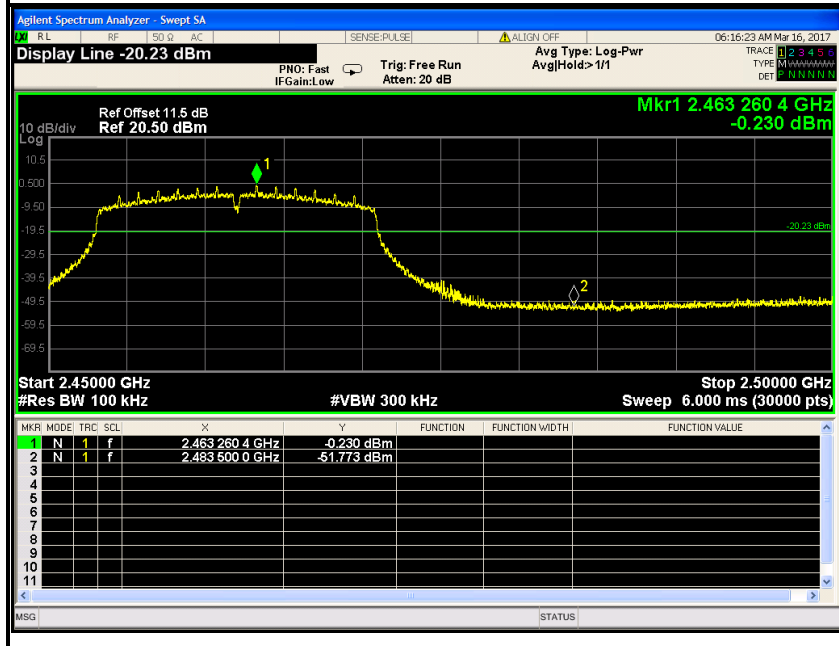 Agilent Spectrum Analyzer - Swept SA
LXI RL RF 50 Ω AC SENSE:PULSE ALIGN OFF 06:16:23 AM Mar 16, 2017
Display Line -20.23 dBm
PNO: Fast
IFGain:Low
Trig: Free Run
Atten: 20 dB
Avg Type: Log-Pwr
Avg|Hold:>1/1
TRACE 1 2 3 4 5 6
TYPE M
DET P N N N N N
Mkr1 2.463 260 4 GHz
-0.230 dBm
Ref Offset 11.5 dB
10 dB/div Ref 20.50 dBm
Log
10.5
0.500
-9.50
-19.5
-29.5
-39.5
-49.5
-59.5
-69.5
1
-20.23 dBm
2
Start 2.45000 GHz Stop 2.50000 GHz
#Res BW 100 kHz #VBW 300 kHz Sweep 6.000 ms (30000 pts)
MKR MODE TRC SCL X Y FUNCTION FUNCTION WIDTH FUNCTION VALUE
1 N 1 f 2.463 260 4 GHz -0.230 dBm
2 N 1 f 2.483 500 0 GHz -51.773 dBm
3
4
5
6
7
8
9
10
11
MSG STATUS